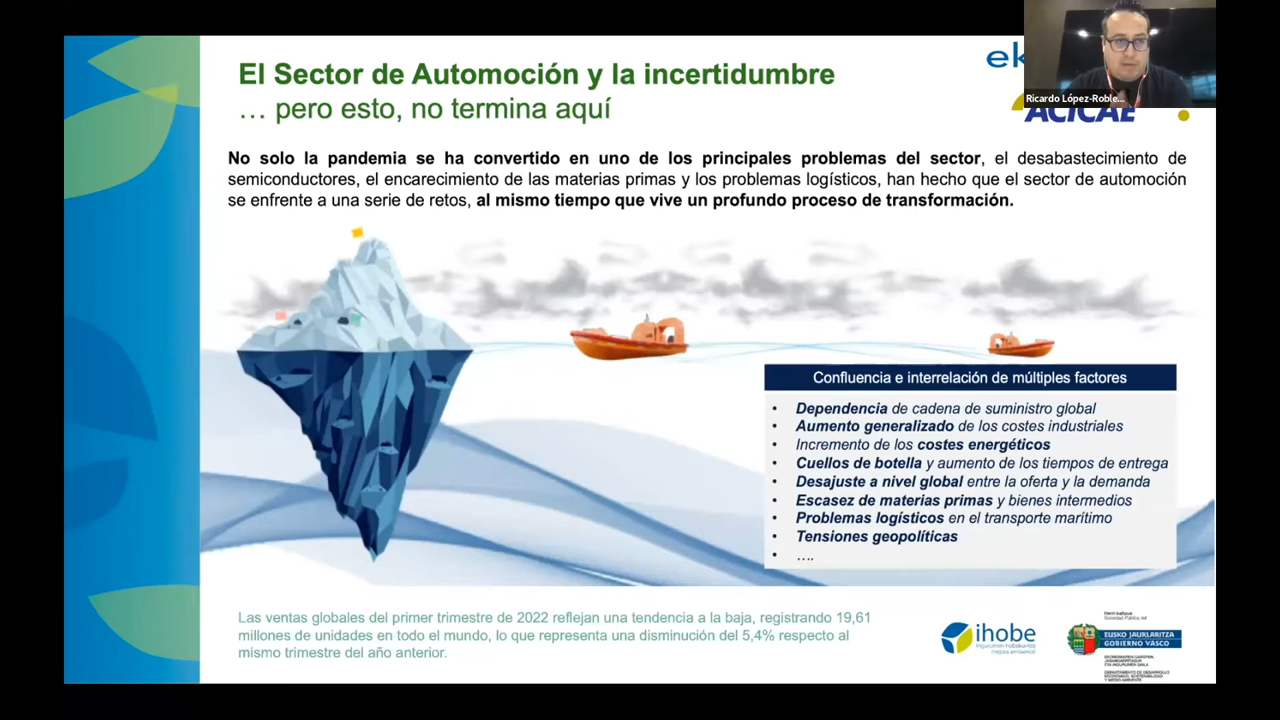 El Sector de Automoción y la incertidumbre
… pero esto, no termina aquí
ek
Ricardo López-Roble...
ACICAE
No solo la pandemia se ha convertido en uno de los principales problemas del sector, el desabastecimiento de
semiconductores, el encarecimiento de las materias primas y los problemas logísticos, han hecho que el sector de automoción
se enfrente a una serie de retos, al mismo tiempo que vive un profundo proceso de transformación.
Confluencia e interrelación de múltiples factores
• Dependencia de cadena de suministro global
• Aumento generalizado de los costes industriales
• Incremento de los costes energéticos
• Cuellos de botella y aumento de los tiempos de entrega
• Desajuste a nivel global entre la oferta y la demanda
• Escasez de materias primas y bienes intermedios
• Problemas logísticos en el transporte marítimo
• Tensiones geopolíticas
• ….
Las ventas globales del primer trimestre de 2022 reflejan una tendencia a la baja, registrando 19,61
millones de unidades en todo el mundo, lo que representa una disminución del 5,4% respecto al
mismo trimestre del año anterior.
ihobe
EUSKO JAURLARITZA
GOBIERNO VASCO
DEPARTAMENTO DE DESARROLLO
ECONÓMICO, SOSTENIBILIDAD
Y MEDIO AMBIENTE